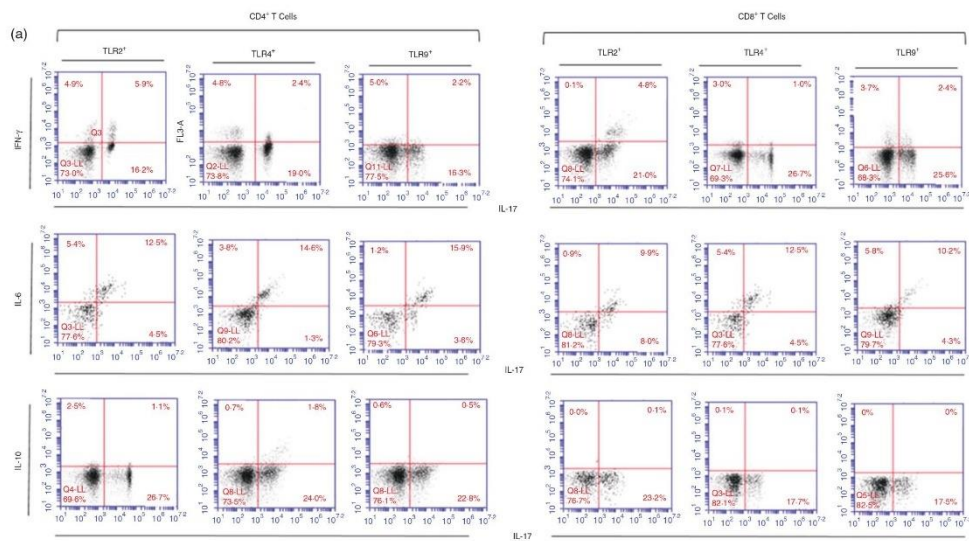 (a)
CD4+ T Cells
CD8+ T Cells
TLR2+
TLR4+
TLR9+
TLR2+
TLR4+
TLR9+
IFN-γ
4·9% 5·9%
Q3
Q3-LL
73·0% 16·2%
FL3-A
4·8% 2·4%
Q2-LL
73·8% 19·0%
5·0% 2·2%
Q11-LL
77·5% 16·3%
0·1% 4·8%
Q8-LL
74·1% 21·0%
3·0% 1·0%
Q7-LL
69·3% 26·7%
3·7% 2·4%
Q6-LL
68·3% 25·6%
IL-17
IL-6
5·4% 12·5%
Q3-LL
77·6% 4·5%
3·8% 14·6%
Q9-LL
80·2% 1·3%
1·2% 15·9%
Q6-LL
79·3% 3·6%
0·9% 9·9%
Q8-LL
81·2% 8·0%
5·4% 12·5%
Q3-LL
77·6% 4·5%
5·8% 10·2%
Q9-LL
79·7% 4·3%
IL-17
IL-10
2·5% 1·1%
Q4-LL
69·6% 26·7%
0·7% 1·8%
Q8-LL
73·5% 24·0%
0·6% 0·5%
Q8-LL
76·1% 22·8%
0·0% 0·1%
Q8-LL
76·7% 23·2%
0·1% 0·1%
Q3-LL
82·1% 17·7%
0% 0%
Q5-LL
82·5% 17·5%
IL-17